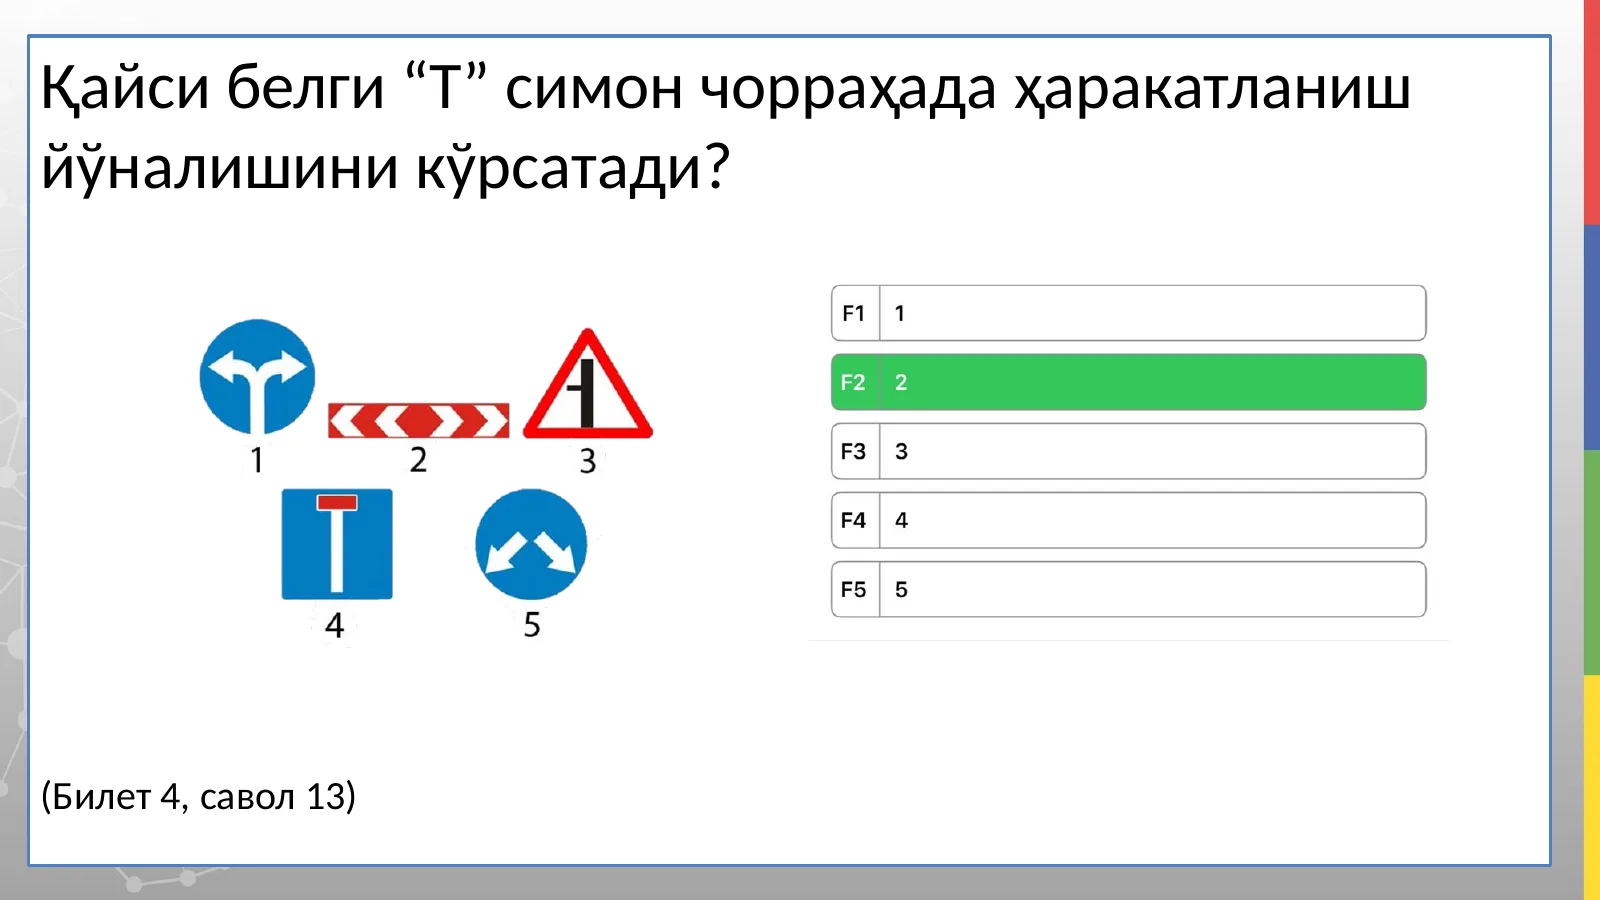 Қайси белги “Т” симон чорраҳада ҳаракатланиш
йўналишини кўрсатади?
1
2
3
4
5
F1 1
F2 2
F3 3
F4 4
F5 5
(Билет 4, савол 13)